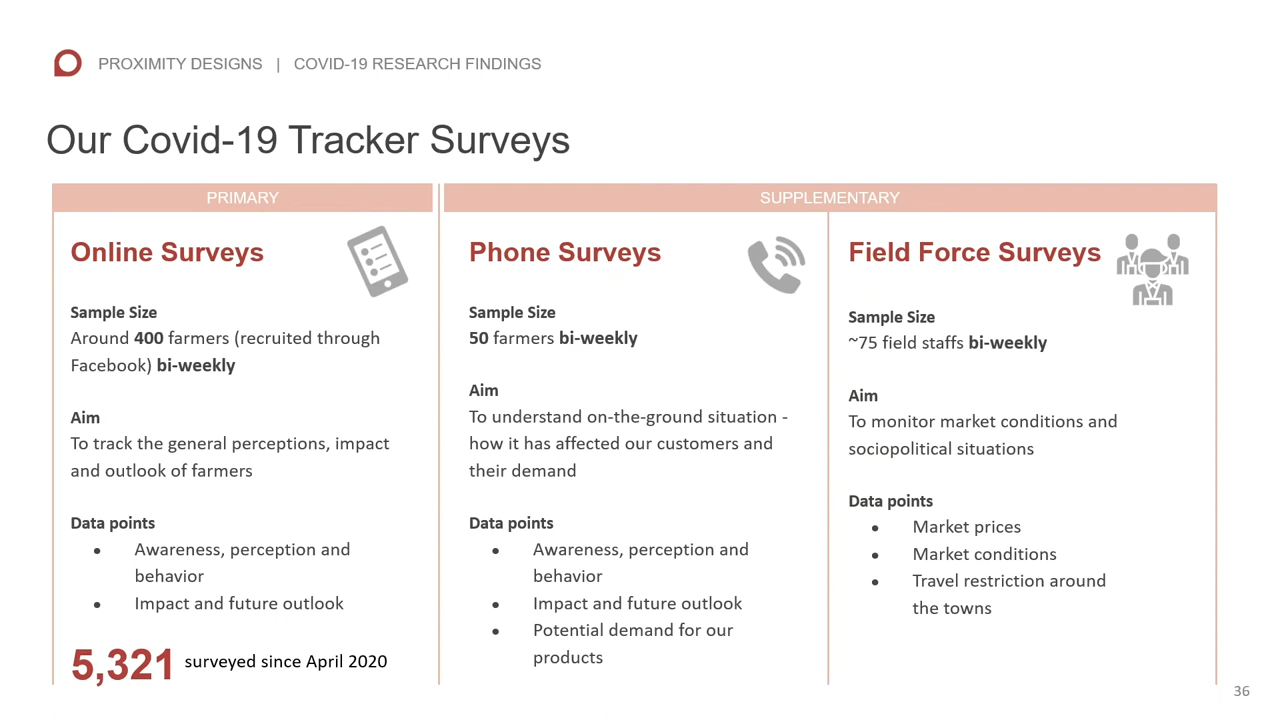 PROXIMITY DESIGNS | COVID-19 RESEARCH FINDINGS
Our Covid-19 Tracker Surveys
PRIMARY
Online Surveys
Sample Size
Around 400 farmers (recruited through
Facebook) bi-weekly
Aim
To track the general perceptions, impact
and outlook of farmers
Data points
• Awareness, perception and
behavior
• Impact and future outlook
5,321 surveyed since April 2020
SUPPLEMENTARY
Phone Surveys
Sample Size
50 farmers bi-weekly
Aim
To understand on-the-ground situation -
how it has affected our customers and
their demand
Data points
• Awareness, perception and
behavior
• Impact and future outlook
• Potential demand for our
products
Field Force Surveys
Sample Size
~75 field staffs bi-weekly
Aim
To monitor market conditions and
sociopolitical situations
Data points
• Market prices
• Market conditions
• Travel restriction around
the towns
36